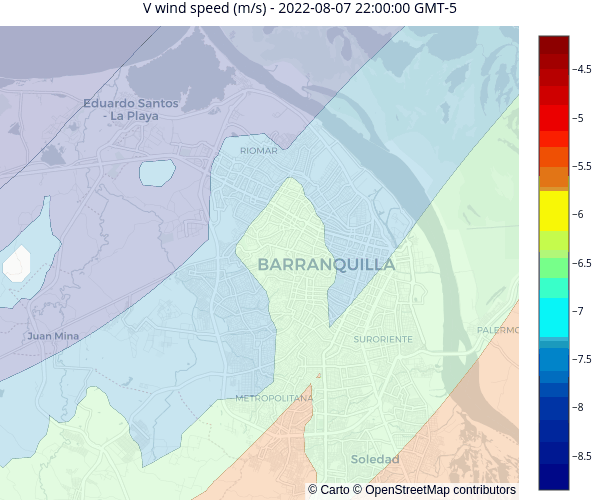 V wind speed (m/s) - 2022-08-07 22:00:00 GMT-5
Eduardo Santos
- La Playa
RIOMAR
BARRANQUILLA
Juan Mina
SURORIENTE
PALERMO
METROPOLITANA
Soledad
© Carto © OpenStreetMap contributors
−4.5
−5
−5.5
−6
−6.5
−7
−7.5
−8
−8.5